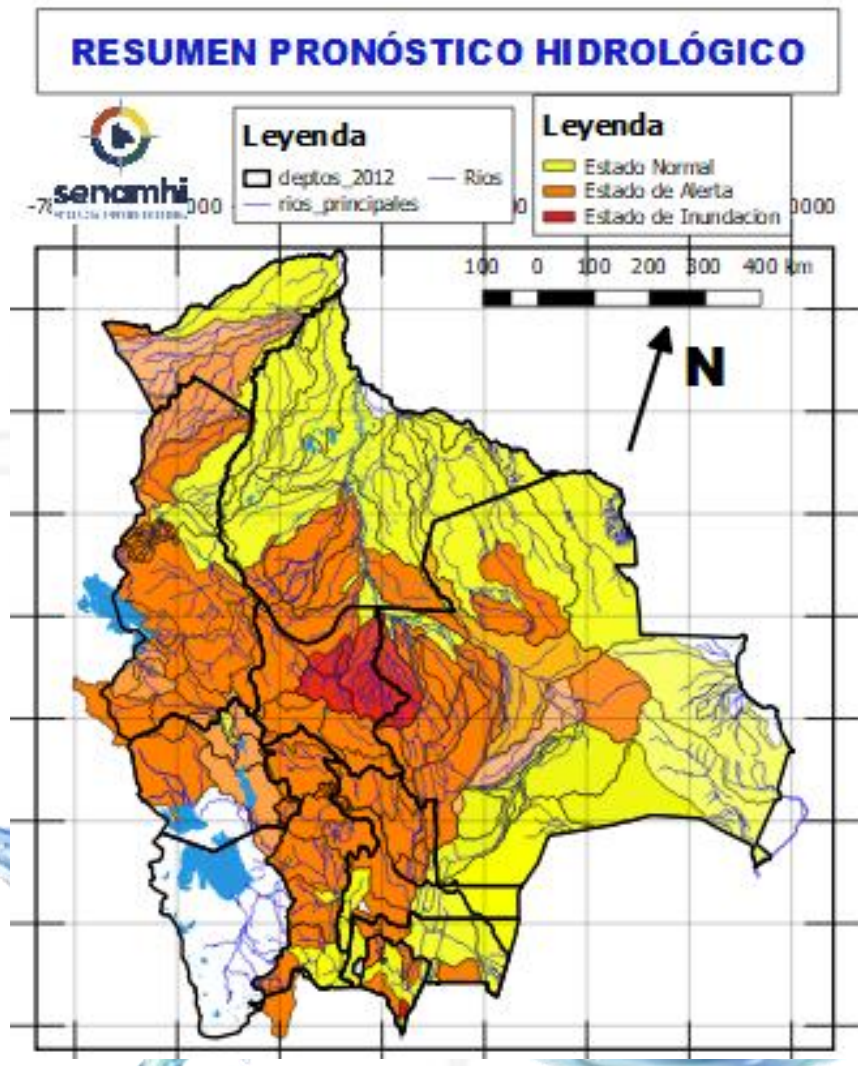 RESUMEN PRONÓSTICO HIDROLÓGICO
senamhi
Leyenda
deptos_2012
Rios
rios_principales
Leyenda
Estado Normal
Estado de Alerta
Estado de Inundacion
100 0 100 200 300 400 km
N